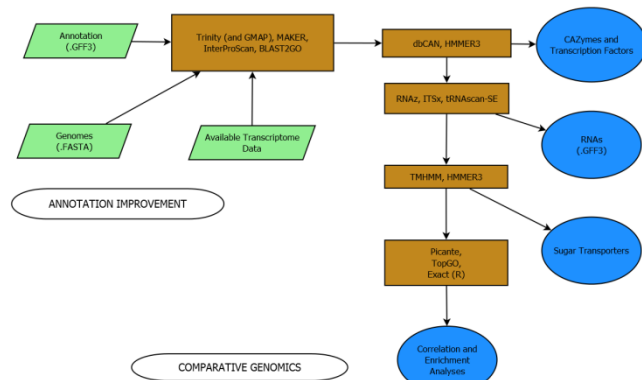 Annotation
(.GFF3)
Trinity (and GMAP), MAKER,
InterProScan, BLAST2GO
dbCAN, HMMER3
CAZymes and
Transcription Factors
RNAz, ITSx, tRNAscan-SE
Genomes
(.FASTA)
Available Transcriptome
Data
RNAs
(.GFF3)
TMHMM, HMMER3
ANNOTATION IMPROVEMENT
Sugar Transporters
Picante,
TopGO,
Exact (R)
Correlation and
Enrichment
Analyses
COMPARATIVE GENOMICS